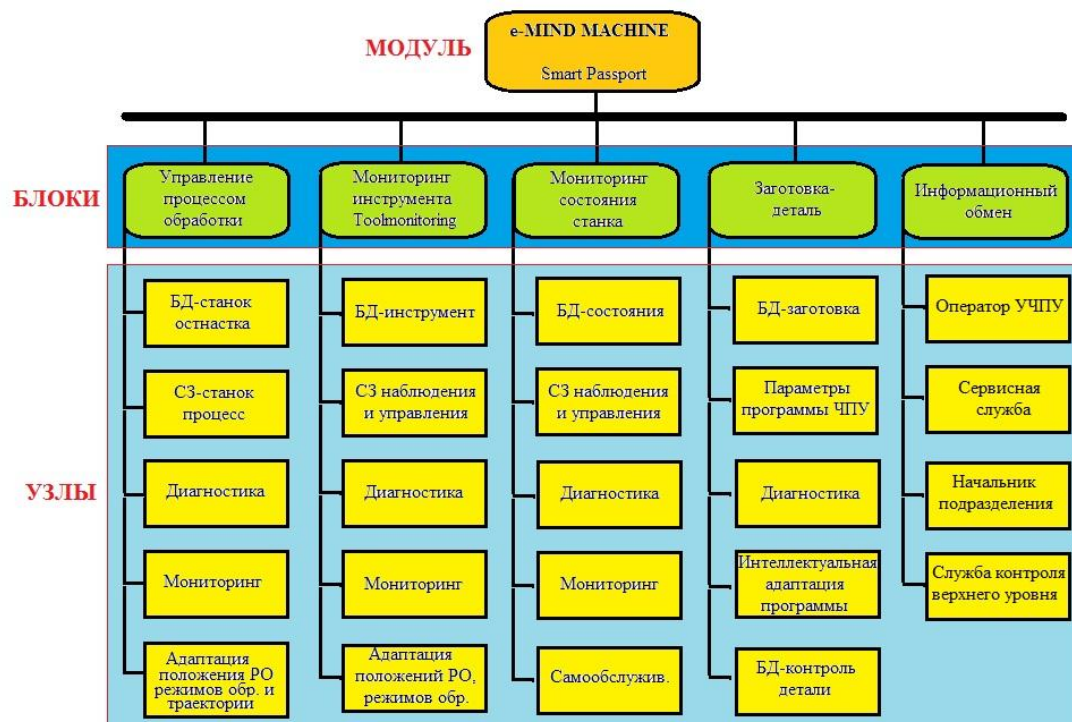 e-MIND MACHINE
Smart Passport
МОДУЛЬ
БЛОКИ
Управление
процессом
обработки
Мониторинг
инструмента
Toolmonitoring
Мониторинг
состояния
станка
Заготовка-
деталь
Информационный
обмен
УЗЛЫ
БД-станок
остнастка
СЗ-станок
процесс
Диагностика
Мониторинг
Адаптация
положения РО
режимов обр. и
траектории
БД-инструмент
СЗ наблюдения
и управления
Диагностика
Мониторинг
Адаптация
положений РО,
режимов обр.
БД-состояния
СЗ наблюдения
и управления
Диагностика
Мониторинг
Самообслужив.
БД-заготовка
Параметры
программы ЧПУ
Диагностика
Интеллектуальная
адаптация
программы
БД-контроль
детали
Оператор УЧПУ
Сервисная
служба
Начальник
подразделения
Служба контроля
верхнего уровня